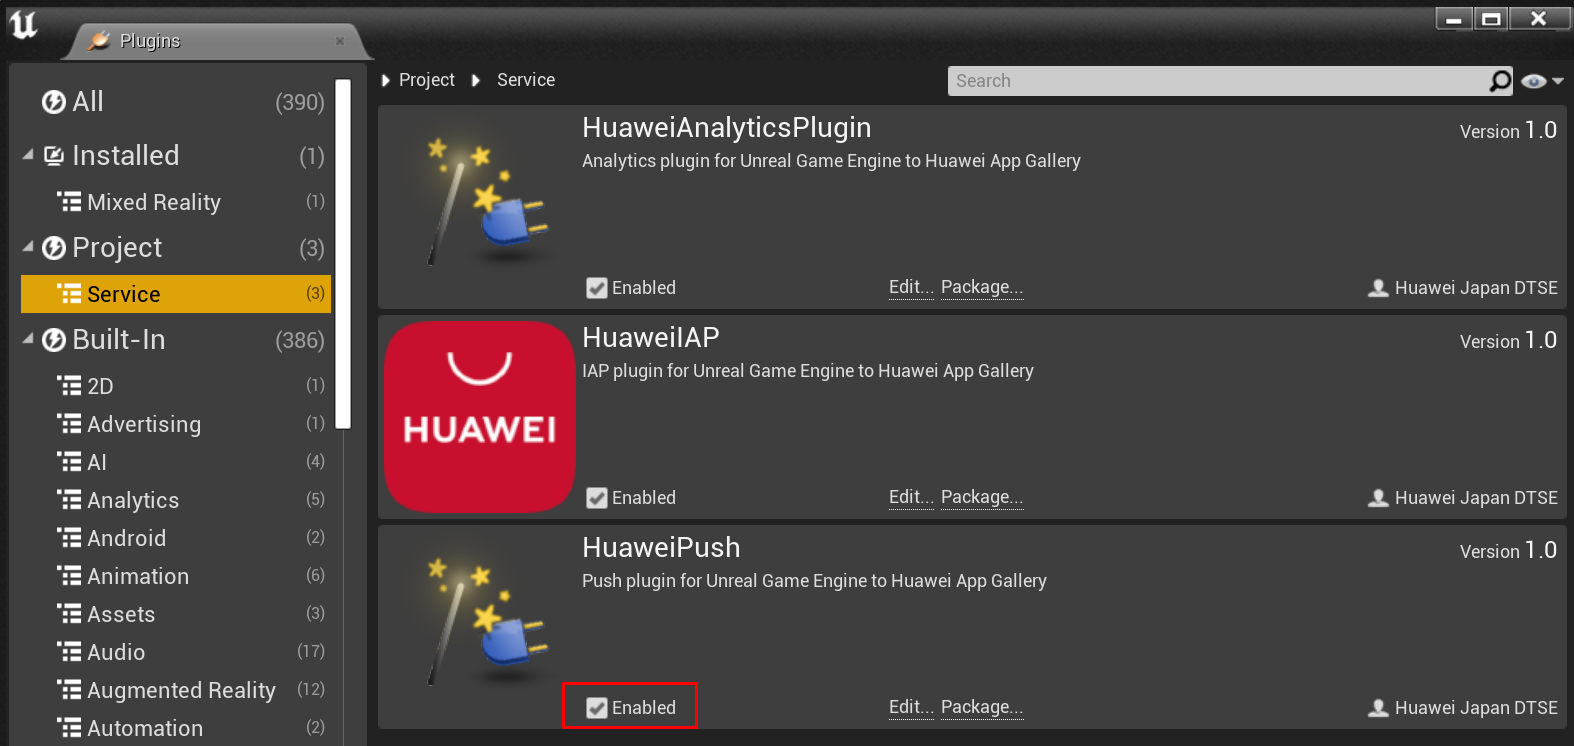 Plugins
All (390)
Installed (1)
Mixed Reality (1)
Project (3)
Service (3)
Built-In (386)
2D (1)
Advertising (1)
AI (4)
Analytics (5)
Android (2)
Animation (6)
Assets (3)
Audio (17)
Augmented Reality (12)
Automation (2)
Project Service
Search
HuaweiAnalyticsPlugin
Version 1.0
Analytics plugin for Unreal Game Engine to Huawei App Gallery
Enabled Edit... Package... Huawei Japan DTSE
HUAWEI
HuaweiIAP
Version 1.0
IAP plugin for Unreal Game Engine to Huawei App Gallery
Enabled Edit... Package... Huawei Japan DTSE
HuaweiPush
Version 1.0
Push plugin for Unreal Game Engine to Huawei App Gallery
Enabled Edit... Package... Huawei Japan DTSE